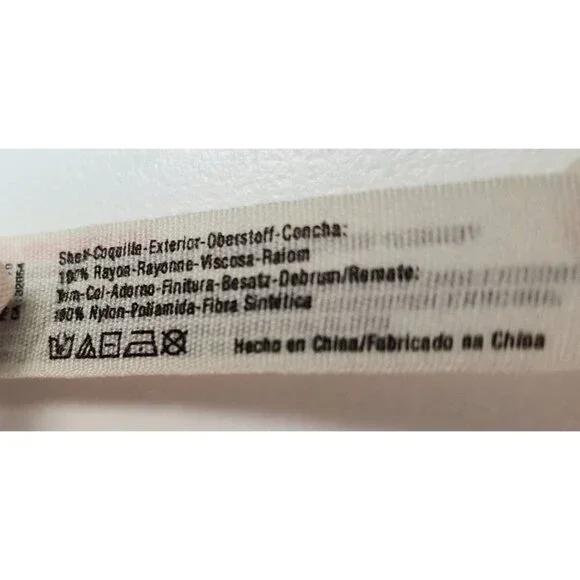 Shell-Coquille-Exterior-Oberstoff-Concha:
100% Rayon-Rayonne-Viscosa-Raiom
Trim-Col-Adorno-Finitura-Besatz-Debrum/Remate:
100% Nylon-Poliamida-Fibra Sintética
Hecho en China/Fabricado na China